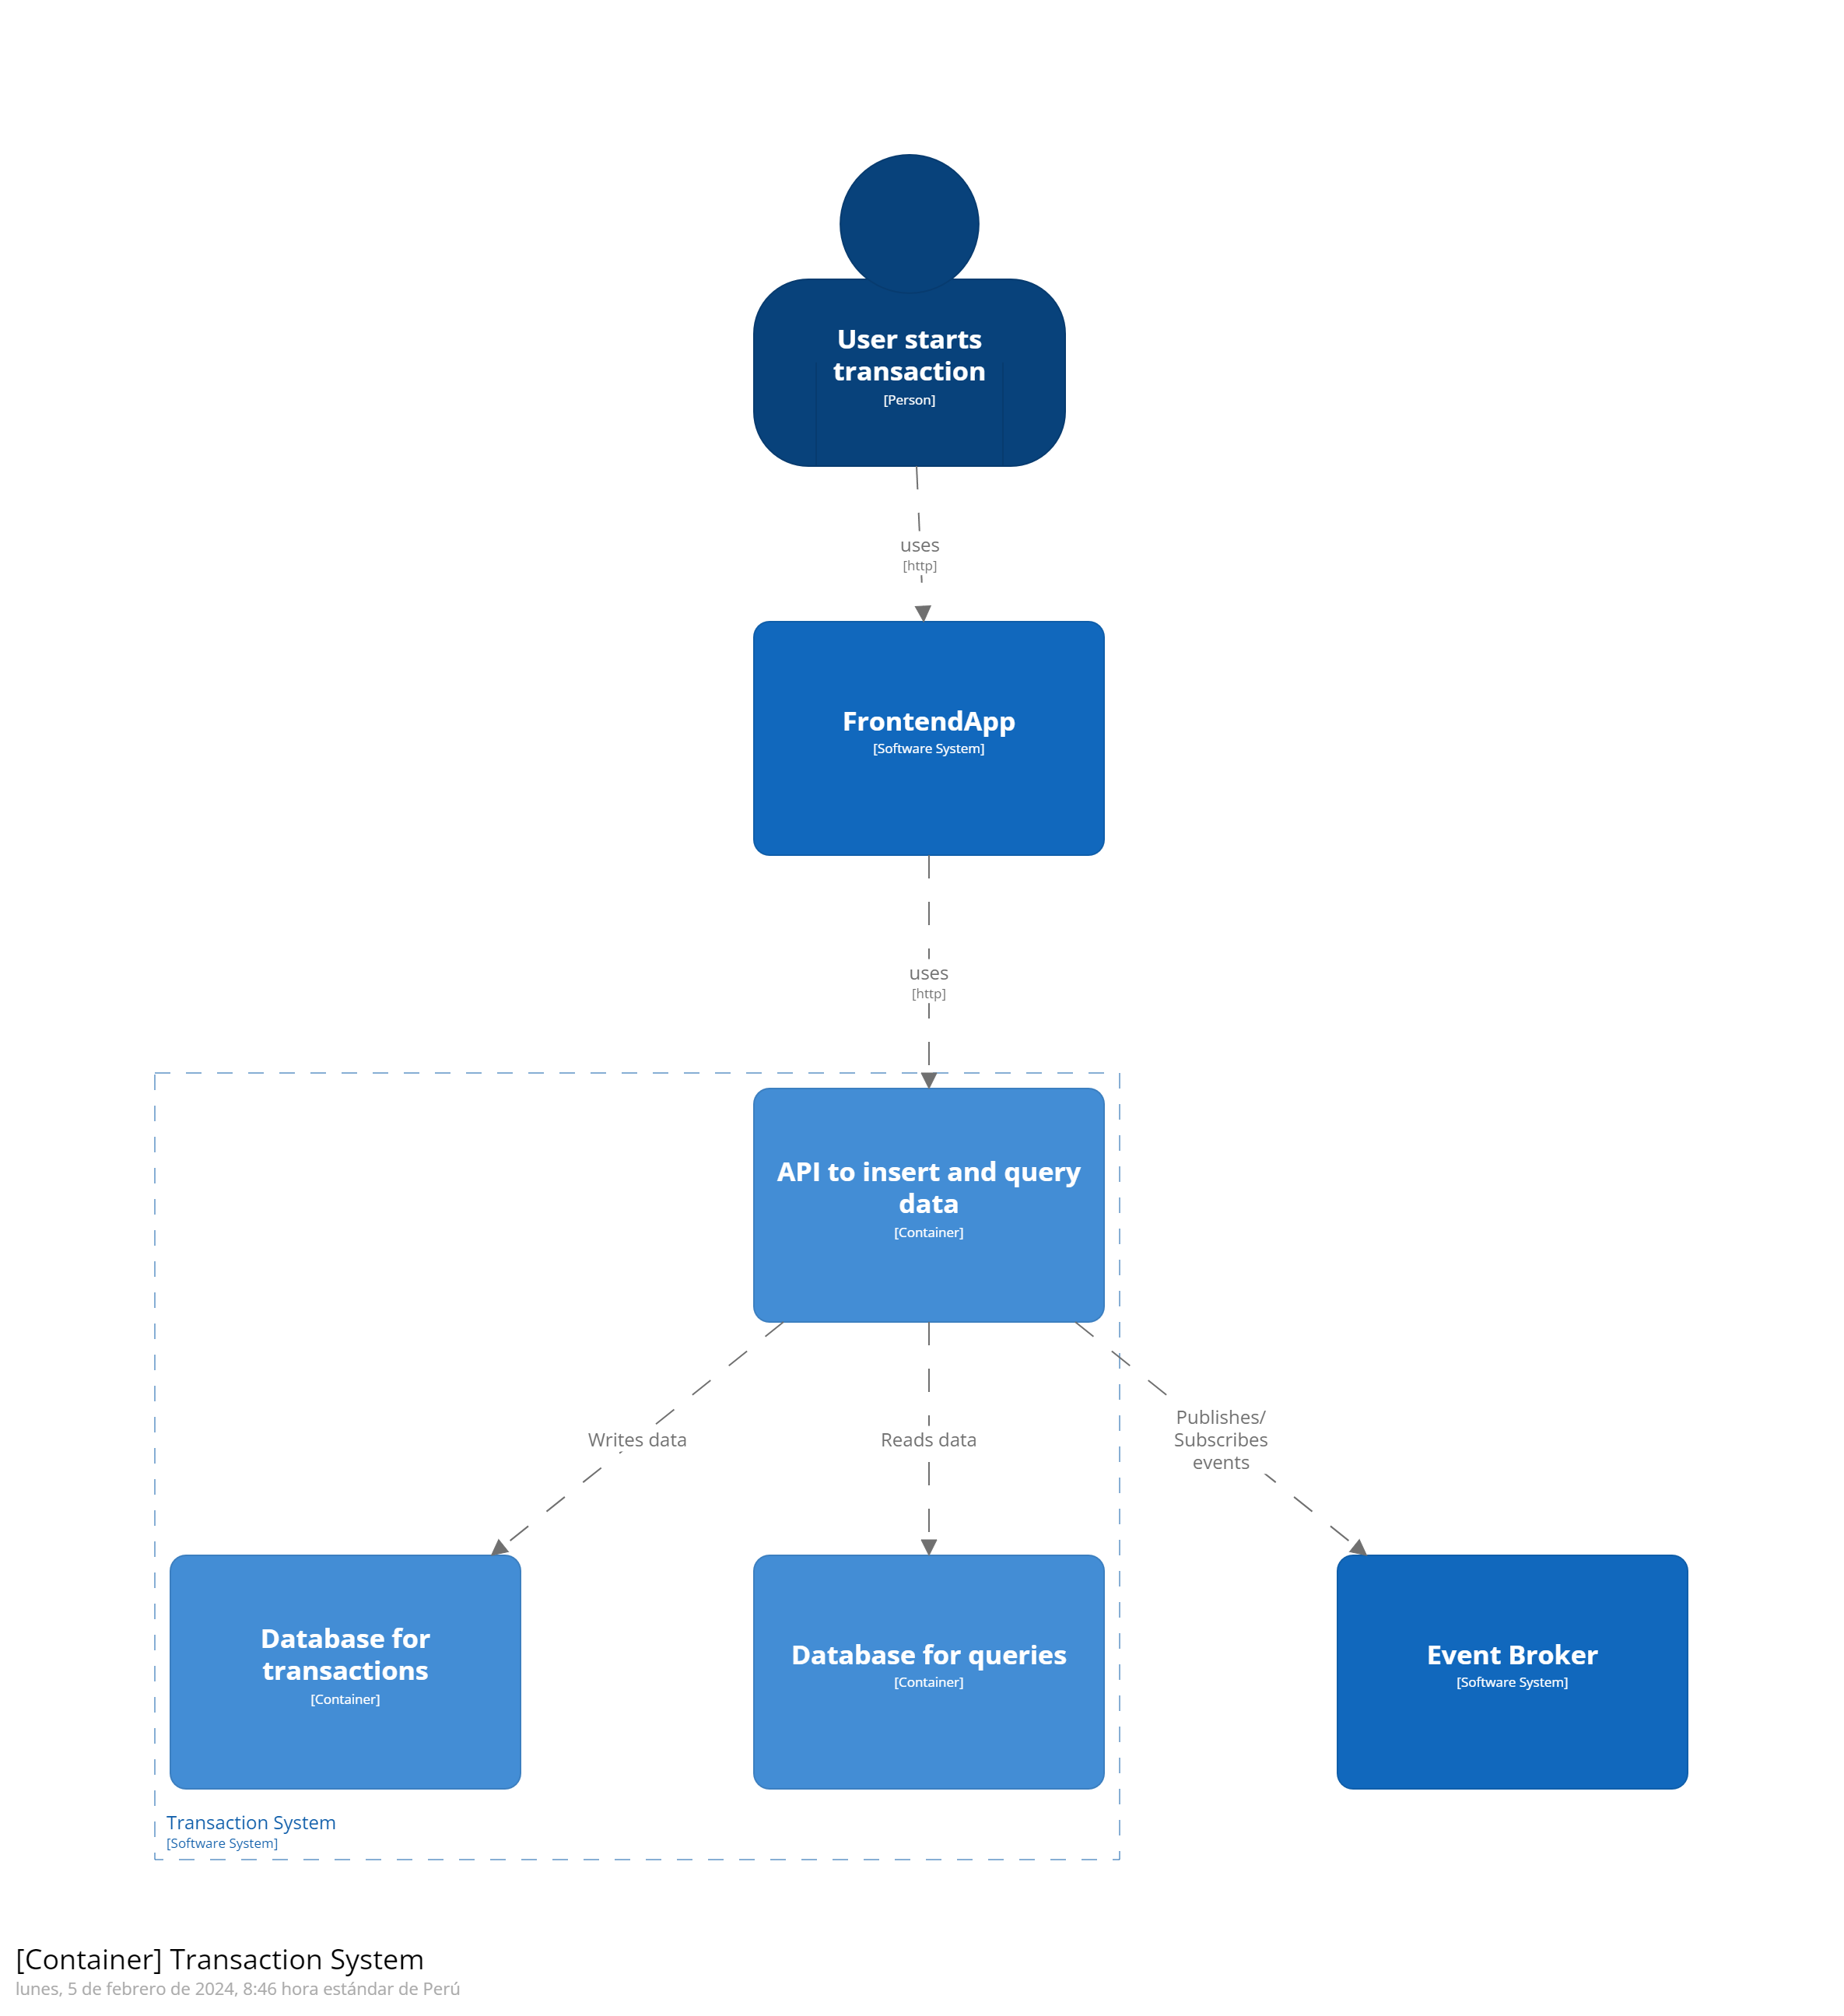 User starts
transaction
[Person]
uses
[http]
FrontendApp
[Software System]
uses
[http]
API to insert and query
data
[Container]
Writes data
Reads data
Publishes/
Subscribes
events
Database for
transactions
[Container]
Database for queries
[Container]
Event Broker
[Software System]
Transaction System
[Software System]
[Container] Transaction System
lunes, 5 de febrero de 2024, 8:46 hora estándar de Perú